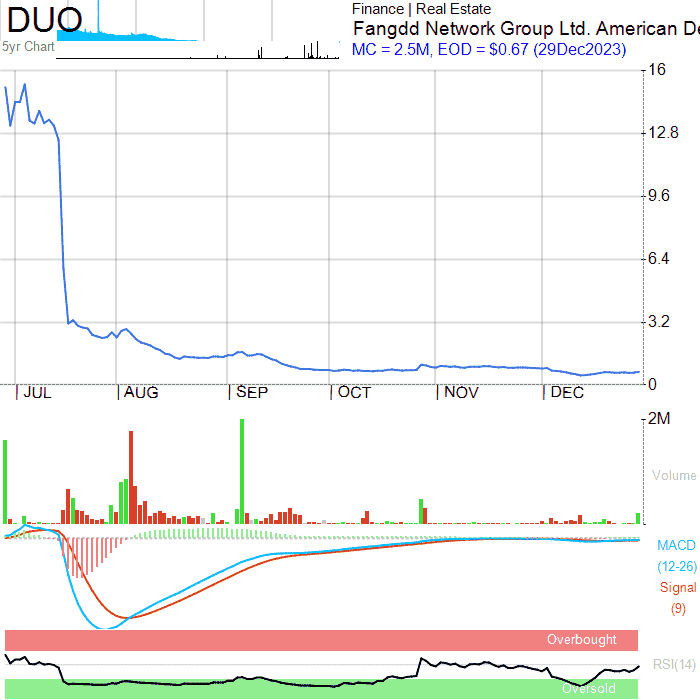 DUO
5yr Chart
Finance | Real Estate
Fangdd Network Group Ltd. American De
MC = 2.5M, EOD = $0.67 (29Dec2023)
16
12.8
9.6
6.4
3.2
0
JUL AUG SEP OCT NOV DEC
2M
Volume
MACD
(12-26)
Signal
(9)
Overbought
RSI(14)
Oversold